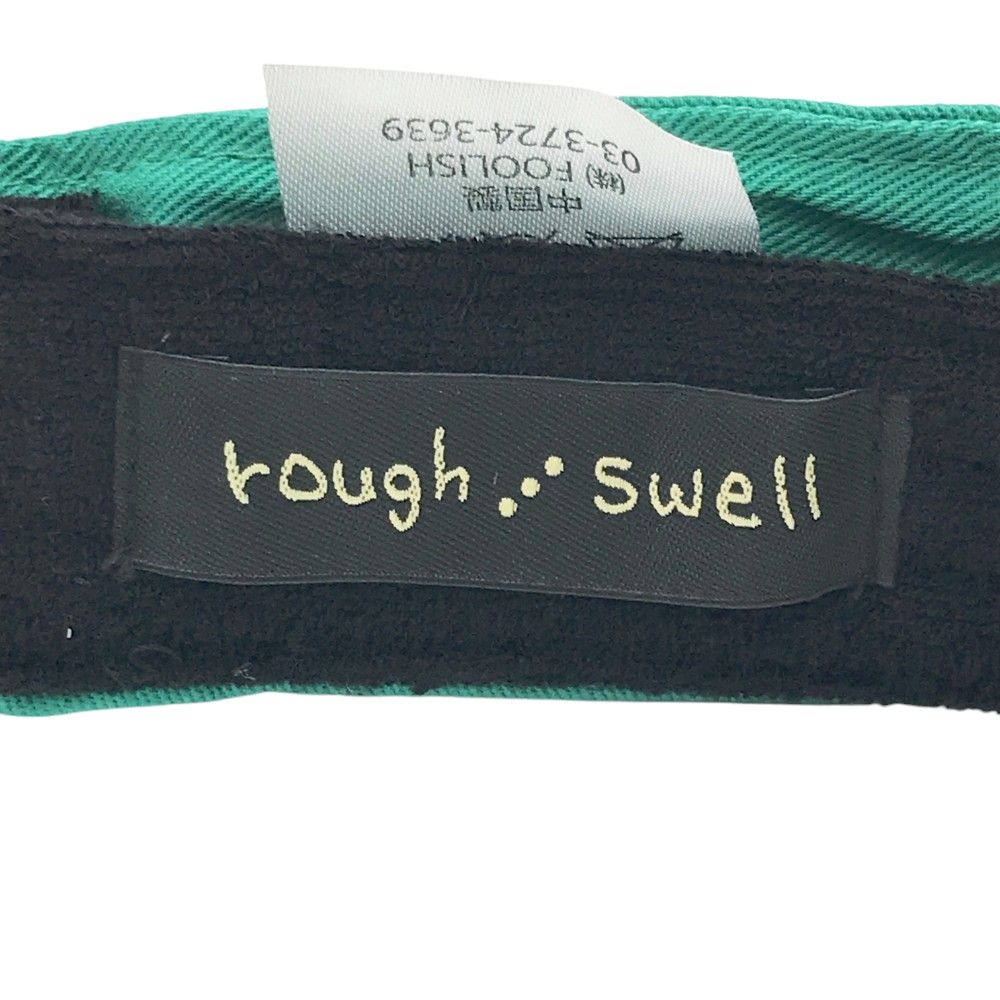 中国製
(株) FOOLISH
03-3724-3639
rough swell